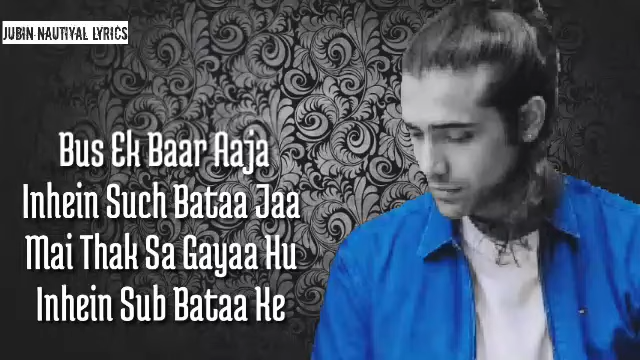 JUBIN NAUTIYAL LYRICS
Bus Ek Baar Aaja
Inhein Such Bataa Jaa
Mai Thak Sa Gayaa Hu
Inhein Sub Bataa Ke